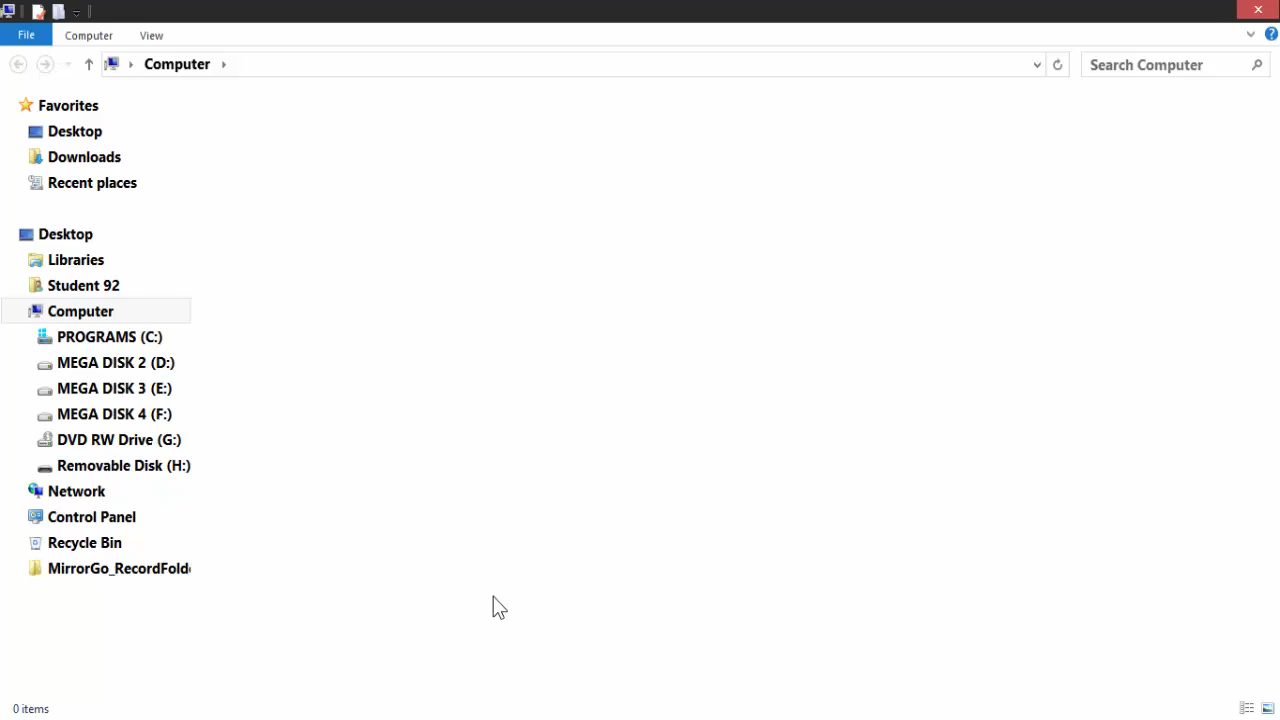 File
Computer
View
Computer
Search Computer
Favorites
Desktop
Downloads
Recent places
Desktop
Libraries
Student 92
Computer
PROGRAMS (C:)
MEGA DISK 2 (D:)
MEGA DISK 3 (E:)
MEGA DISK 4 (F:)
DVD RW Drive (G:)
Removable Disk (H:)
Network
Control Panel
Recycle Bin
MirrorGo_RecordFolde
0 items